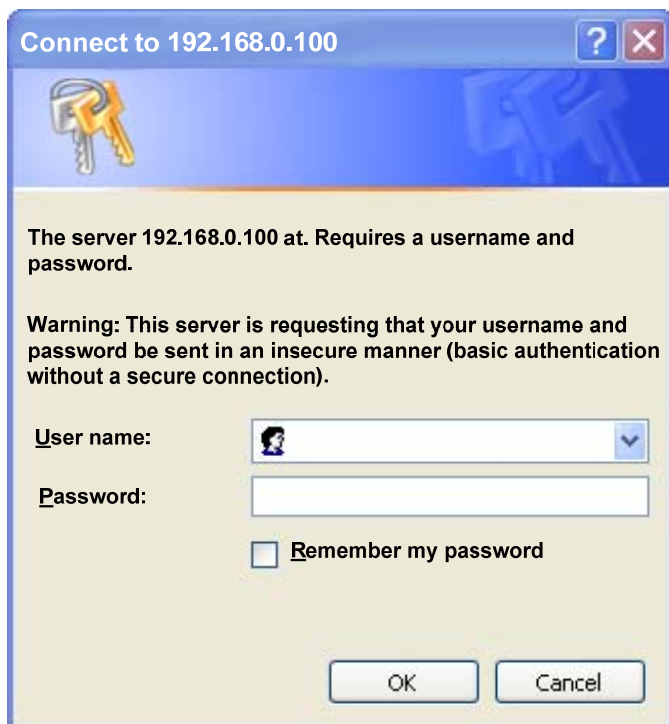 Connect to 192.168.0.100
?
The server 192.168.0.100 at. Requires a username and
password.
Warning: This server is requesting that your username and
password be sent in an insecure manner (basic authentication
without a secure connection).
User name:
Password:
Remember my password
OK
Cancel